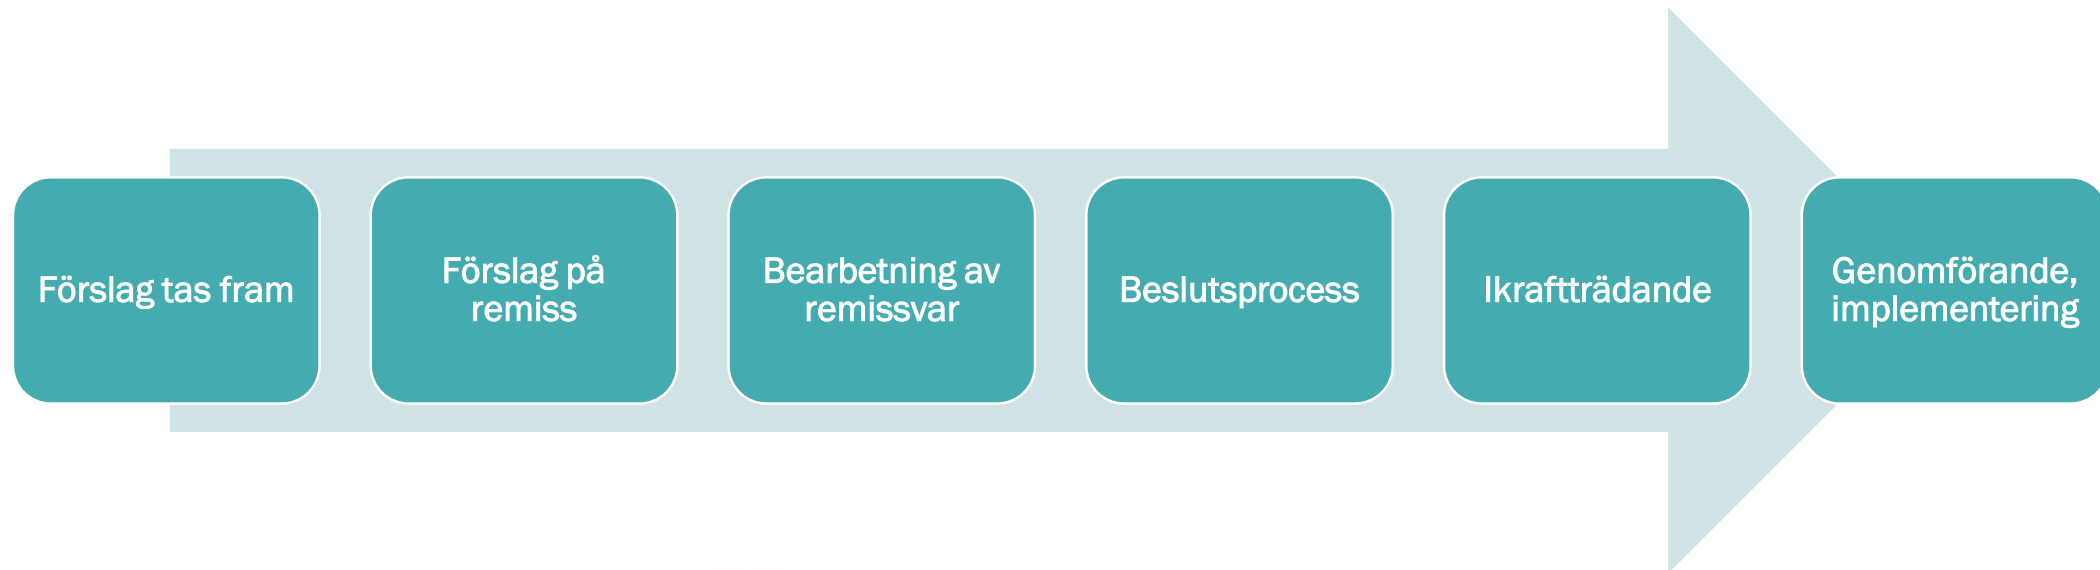 Förslag tas fram
Förslag på
remiss
Bearbetning av
remissvar
Beslutsprocess
Ikraftträdande
Genomförande,
implementering